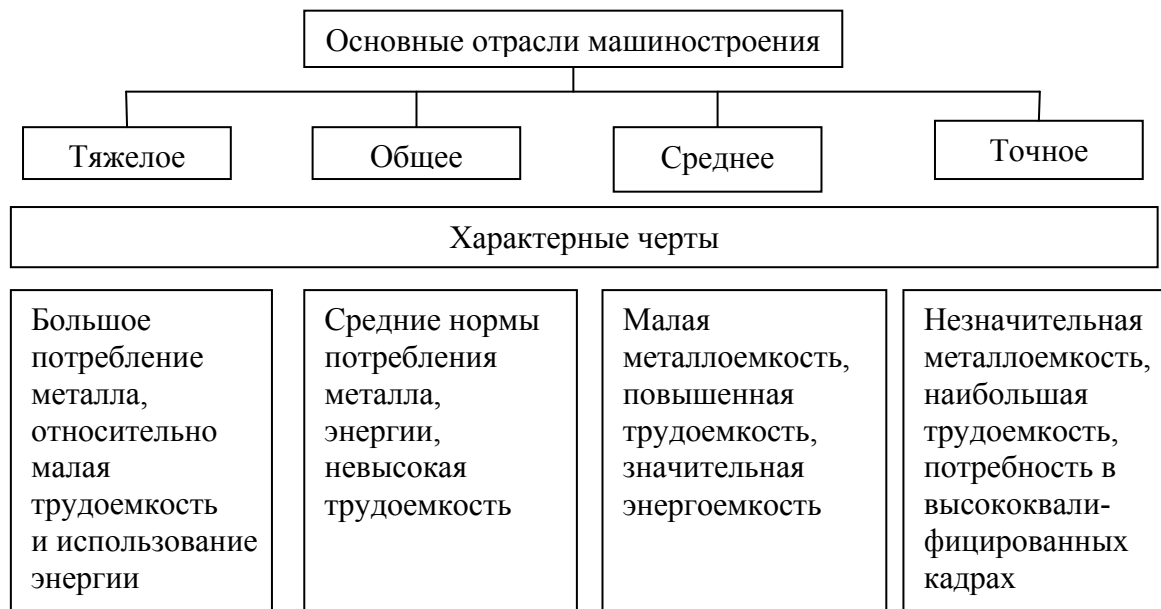 Основные отрасли машиностроения
Тяжелое
Общее
Среднее
Точное
Характерные черты
Большое
потребление
металла,
относительно
малая
трудоемкость
и использование
энергии
Средние нормы
потребления
металла,
энергии,
невысокая
трудоемкость
Малая
металлоемкость,
повышенная
трудоемкость,
значительная
энергоемкость
Незначительная
металлоемкость,
наибольшая
трудоемкость,
потребность в
высококвали-
фицированных
кадрах